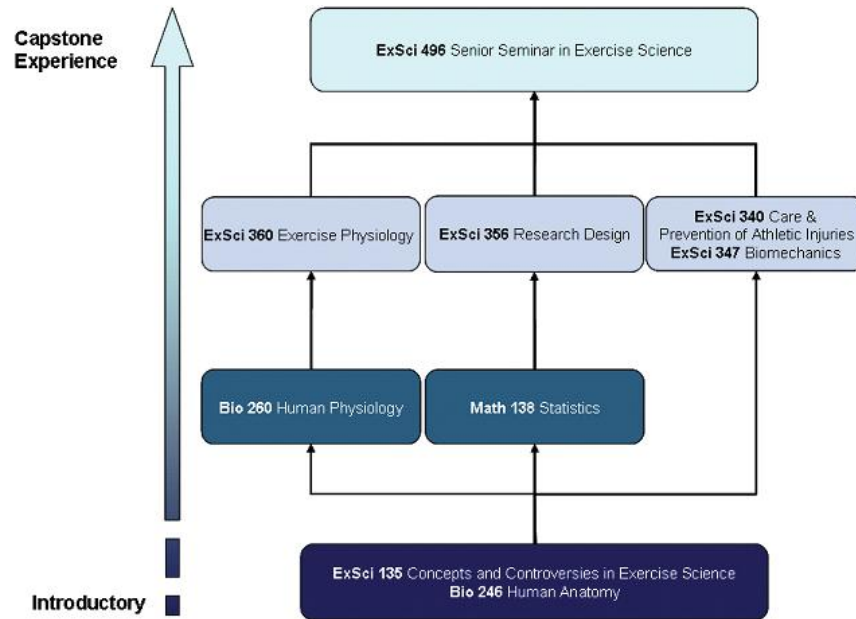 Capstone
Experience
ExSci 496 Senior Seminar in Exercise Science
ExSci 360 Exercise Physiology
ExSci 356 Research Design
ExSci 340 Care &
Prevention of Athletic Injuries
ExSci 347 Biomechanics
Bio 260 Human Physiology
Math 138 Statistics
ExSci 135 Concepts and Controversies in Exercise Science
Bio 246 Human Anatomy
Introductory